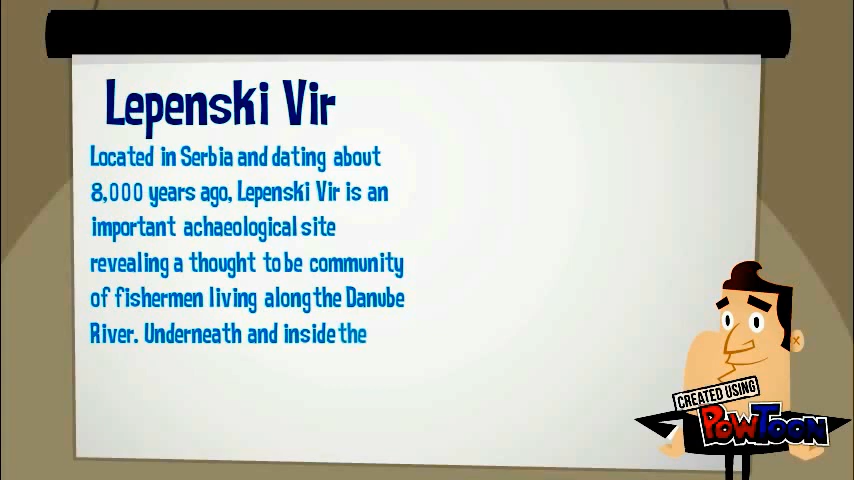 Lepenski Vir
Located in Serbia and dating about
8,000 years ago, Lepenski Vir is an
important achaeological site
revealing a thought to be community
of fishermen living along the Danube
River. Underneath and inside the
CREATED USING
POWTOON